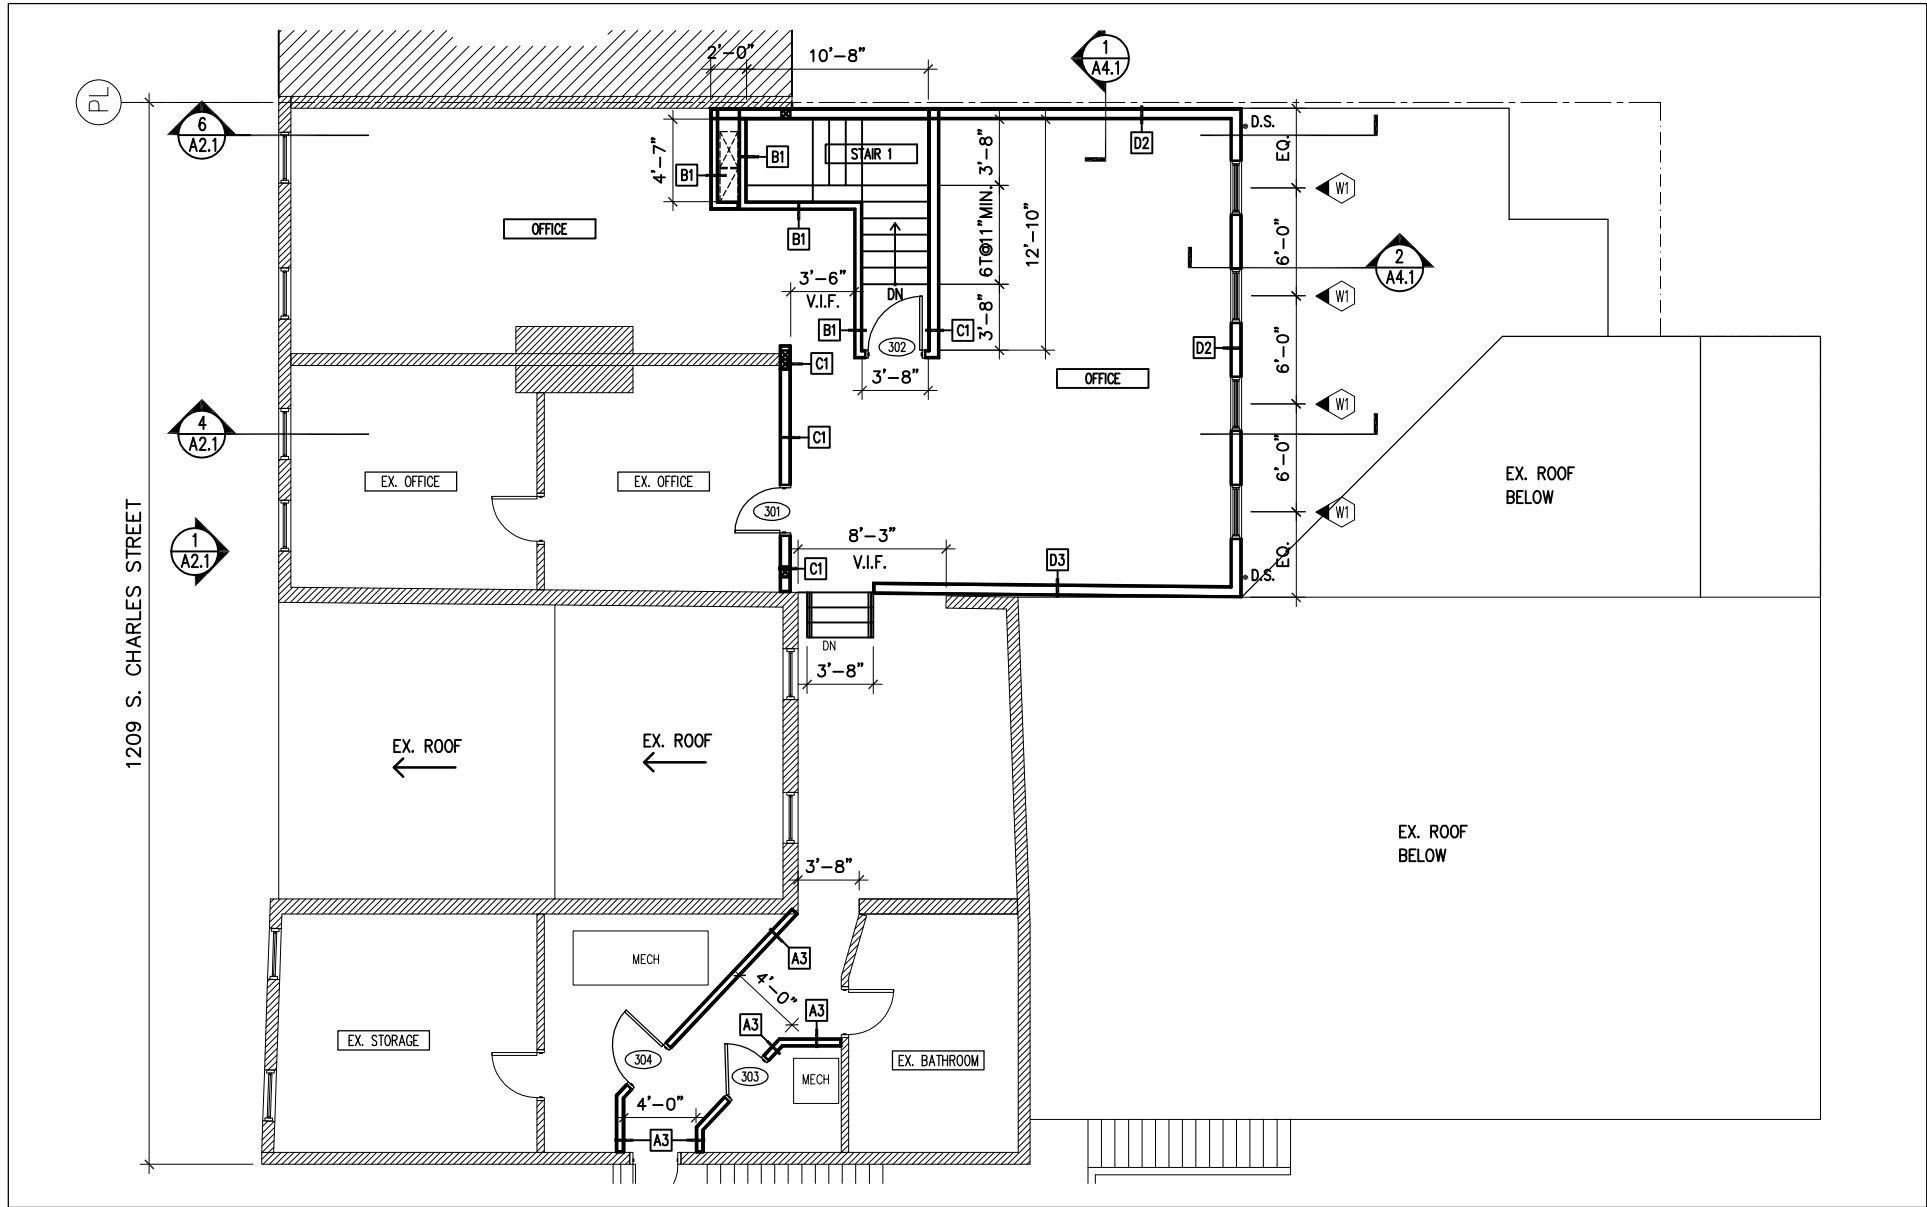 2'-0"
10'-8"
1
A4.1
PL
6
A2.1
D.S.
D2
EQ.
4'-7"
B1
B1
STAIR 1
3'-8"
W1
OFFICE
B1
6T@11"MIN.
12'-10"
6'-0"
2
A4.1
3'-6"
V.I.F.
DN
W1
B1
302
C1
3'-8"
D2
6'-0"
C1
3'-8"
OFFICE
W1
4
A2.1
C1
6'-0"
EX. OFFICE
EX. OFFICE
EX. ROOF
BELOW
301
W1
1
A2.1
8'-3"
V.I.F.
D3
EQ.
C1
D.S.
1209 S. CHARLES STREET
DN
3'-8"
EX. ROOF
EX. ROOF
EX. ROOF
BELOW
3'-8"
MECH
A3
4'-0"
A3
A3
EX. STORAGE
304
303
MECH
EX. BATHROOM
4'-0"
A3